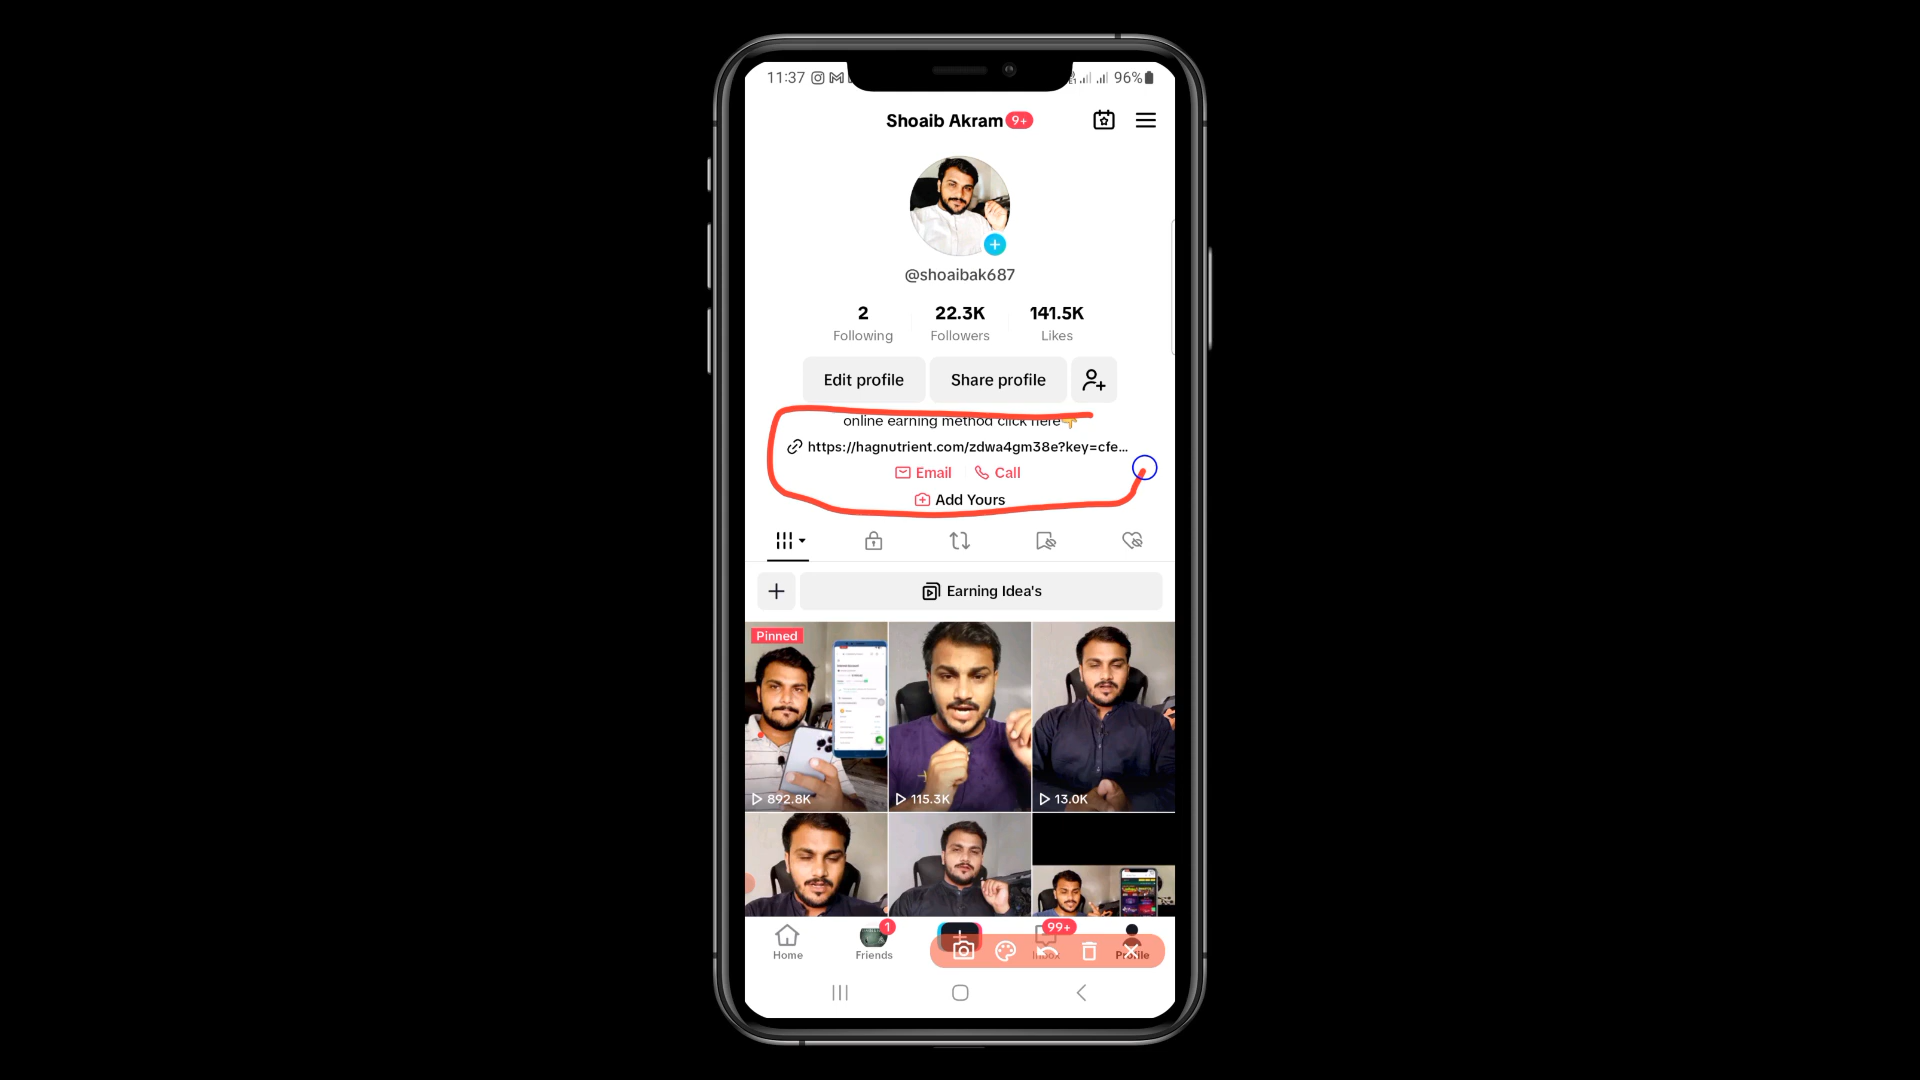 11:37 96%
Shoaib Akram 9+
@shoaibak687
2 22.3K 141.5K
Following Followers Likes
Edit profile Share profile
online earning method click here
https://hagnutrient.com/zdwa4gm38e?key=cfe...
Email Call
Add Yours
Earning Idea's
Pinned
892.8K 115.3K 13.0K
1 99+
Home Friends Inbox Profile